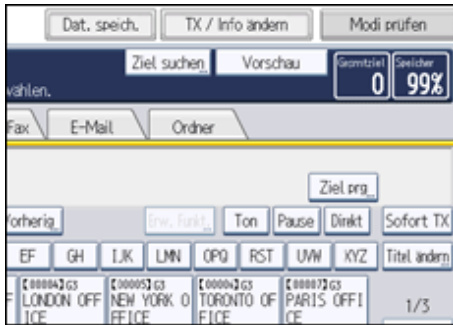 Dat. speich. TX / Info ändern Modi prüfen
Ziel suchen Vorschau Gesamtziel Speicher
wählen. 0 99%
Fax E-Mail Ordner
Ziel prg.
Vorherig. Erw. Funkt. Ton Pause Direkt Sofort TX
EF GH IJK LMN OPQ RST UVW XYZ Titel ändern
[00004]G3 [00005]G3 [00006]G3 [00007]G3
F LONDON OFF NEW YORK O TORONTO OF PARIS OFFI 1/3
ICE FFICE FICE CE